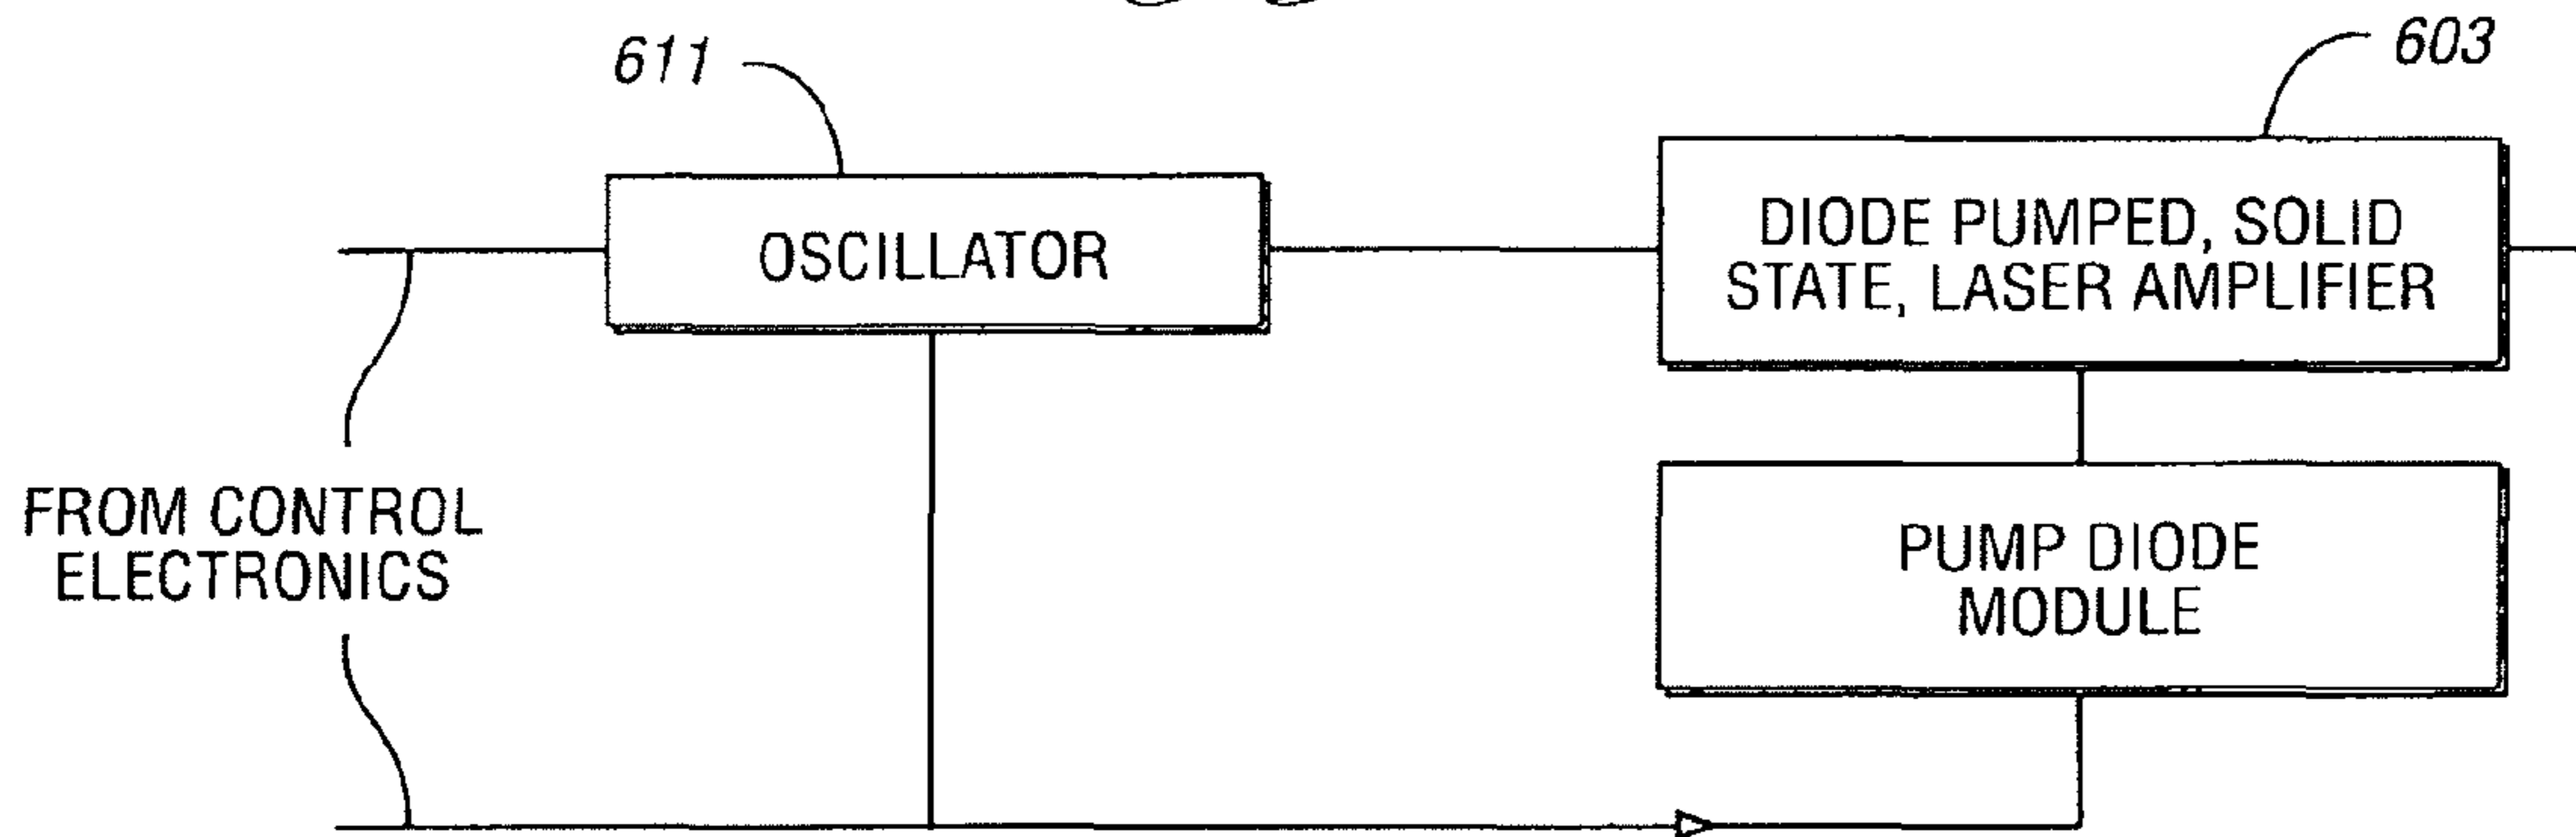 611
603
OSCILLATOR
DIODE PUMPED, SOLID
STATE, LASER AMPLIFIER
FROM CONTROL
ELECTRONICS
PUMP DIODE
MODULE